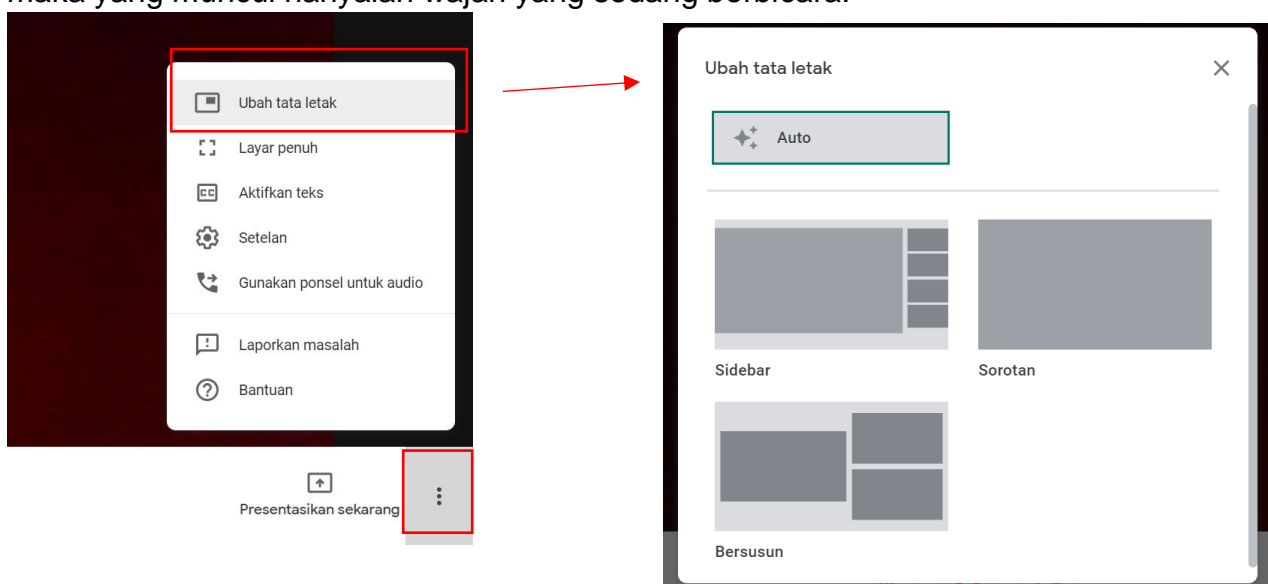 maka yang muncul hanyalah wajah yang sedang berbicara.
Ubah tata letak
Layar penuh
Aktifkan teks
Setelan
Gunakan ponsel untuk audio
Laporkan masalah
Bantuan
Presentasikan sekarang
Ubah tata letak
Auto
Sidebar
Sorotan
Bersusun